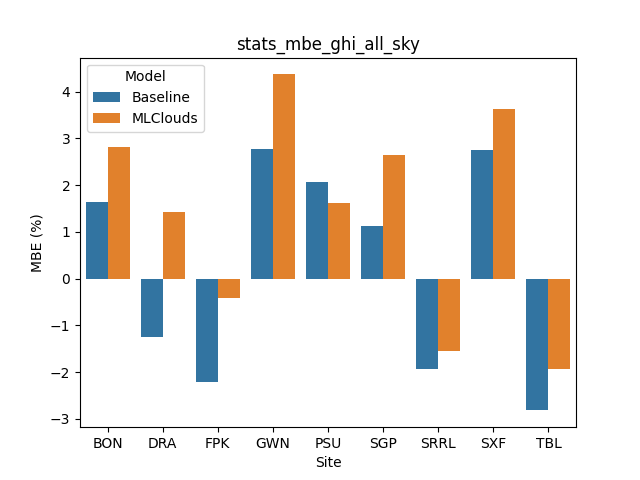 stats_mbe_ghi_all_sky
Model
Baseline
MLClouds
MBE (%)
4
3
2
1
0
−1
−2
−3
BON DRA FPK GWN PSU SGP SRRL SXF TBL
Site